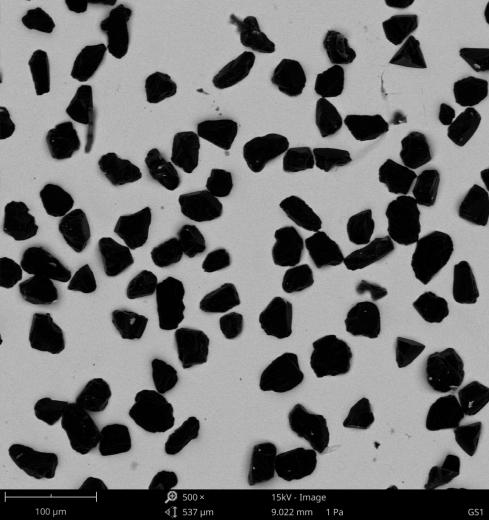 100 µm
500 × 15kV - Image
537 µm 9.022 mm 1 Pa GS1